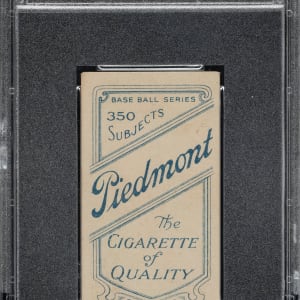 BASE BALL SERIES
350
SUBJECTS
Piedmont
The
CIGARETTE
of
QUALITY